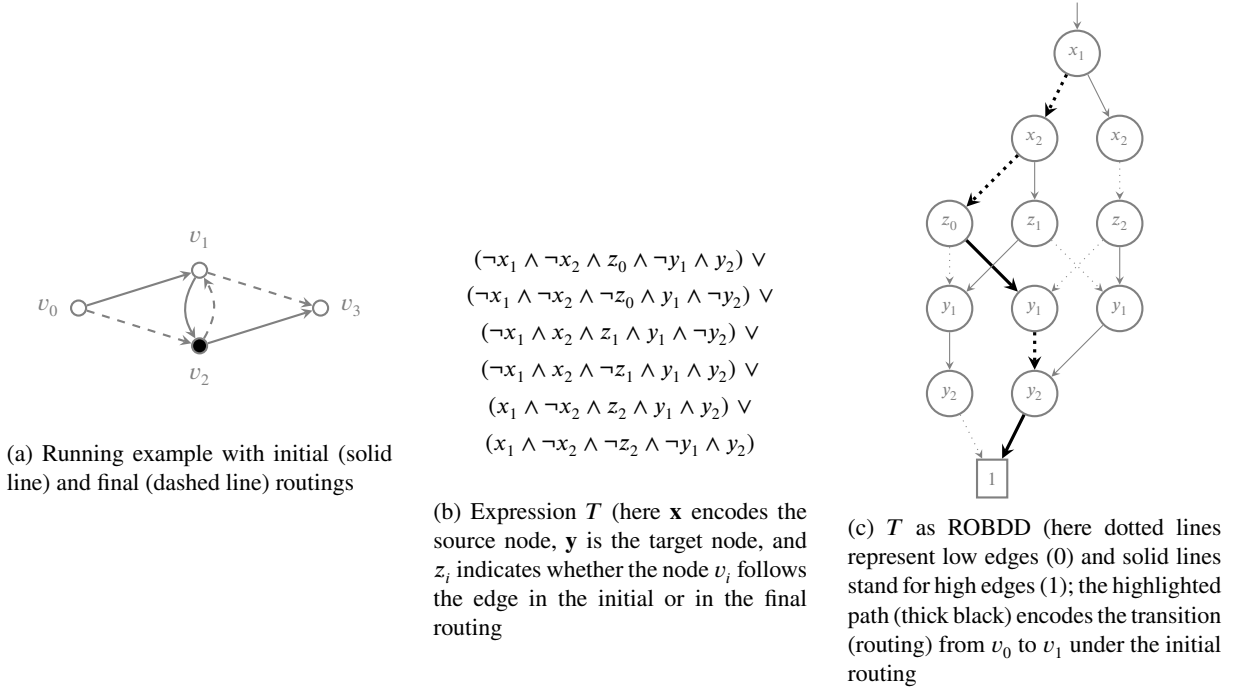 v₁
v₀
v₃
v₂
(a) Running example with initial (solid
line) and final (dashed line) routings
(¬x₁ ∧ ¬x₂ ∧ z₀ ∧ ¬y₁ ∧ y₂) ∨
(¬x₁ ∧ ¬x₂ ∧ ¬z₀ ∧ y₁ ∧ ¬y₂) ∨
(¬x₁ ∧ x₂ ∧ z₁ ∧ y₁ ∧ ¬y₂) ∨
(¬x₁ ∧ x₂ ∧ ¬z₁ ∧ y₁ ∧ y₂) ∨
(x₁ ∧ ¬x₂ ∧ z₂ ∧ y₁ ∧ y₂) ∨
(x₁ ∧ ¬x₂ ∧ ¬z₂ ∧ ¬y₁ ∧ y₂)
(b) Expression T (here x encodes the
source node, y is the target node, and
zᵢ indicates whether the node vᵢ follows
the edge in the initial or in the final
routing
x₁
x₂ x₂
z₀ z₁ z₂
y₁ y₁ y₁
y₂ y₂
1
(c) T as ROBDD (here dotted lines
represent low edges (0) and solid lines
stand for high edges (1); the highlighted
path (thick black) encodes the transition
(routing) from v₀ to v₁ under the initial
routing